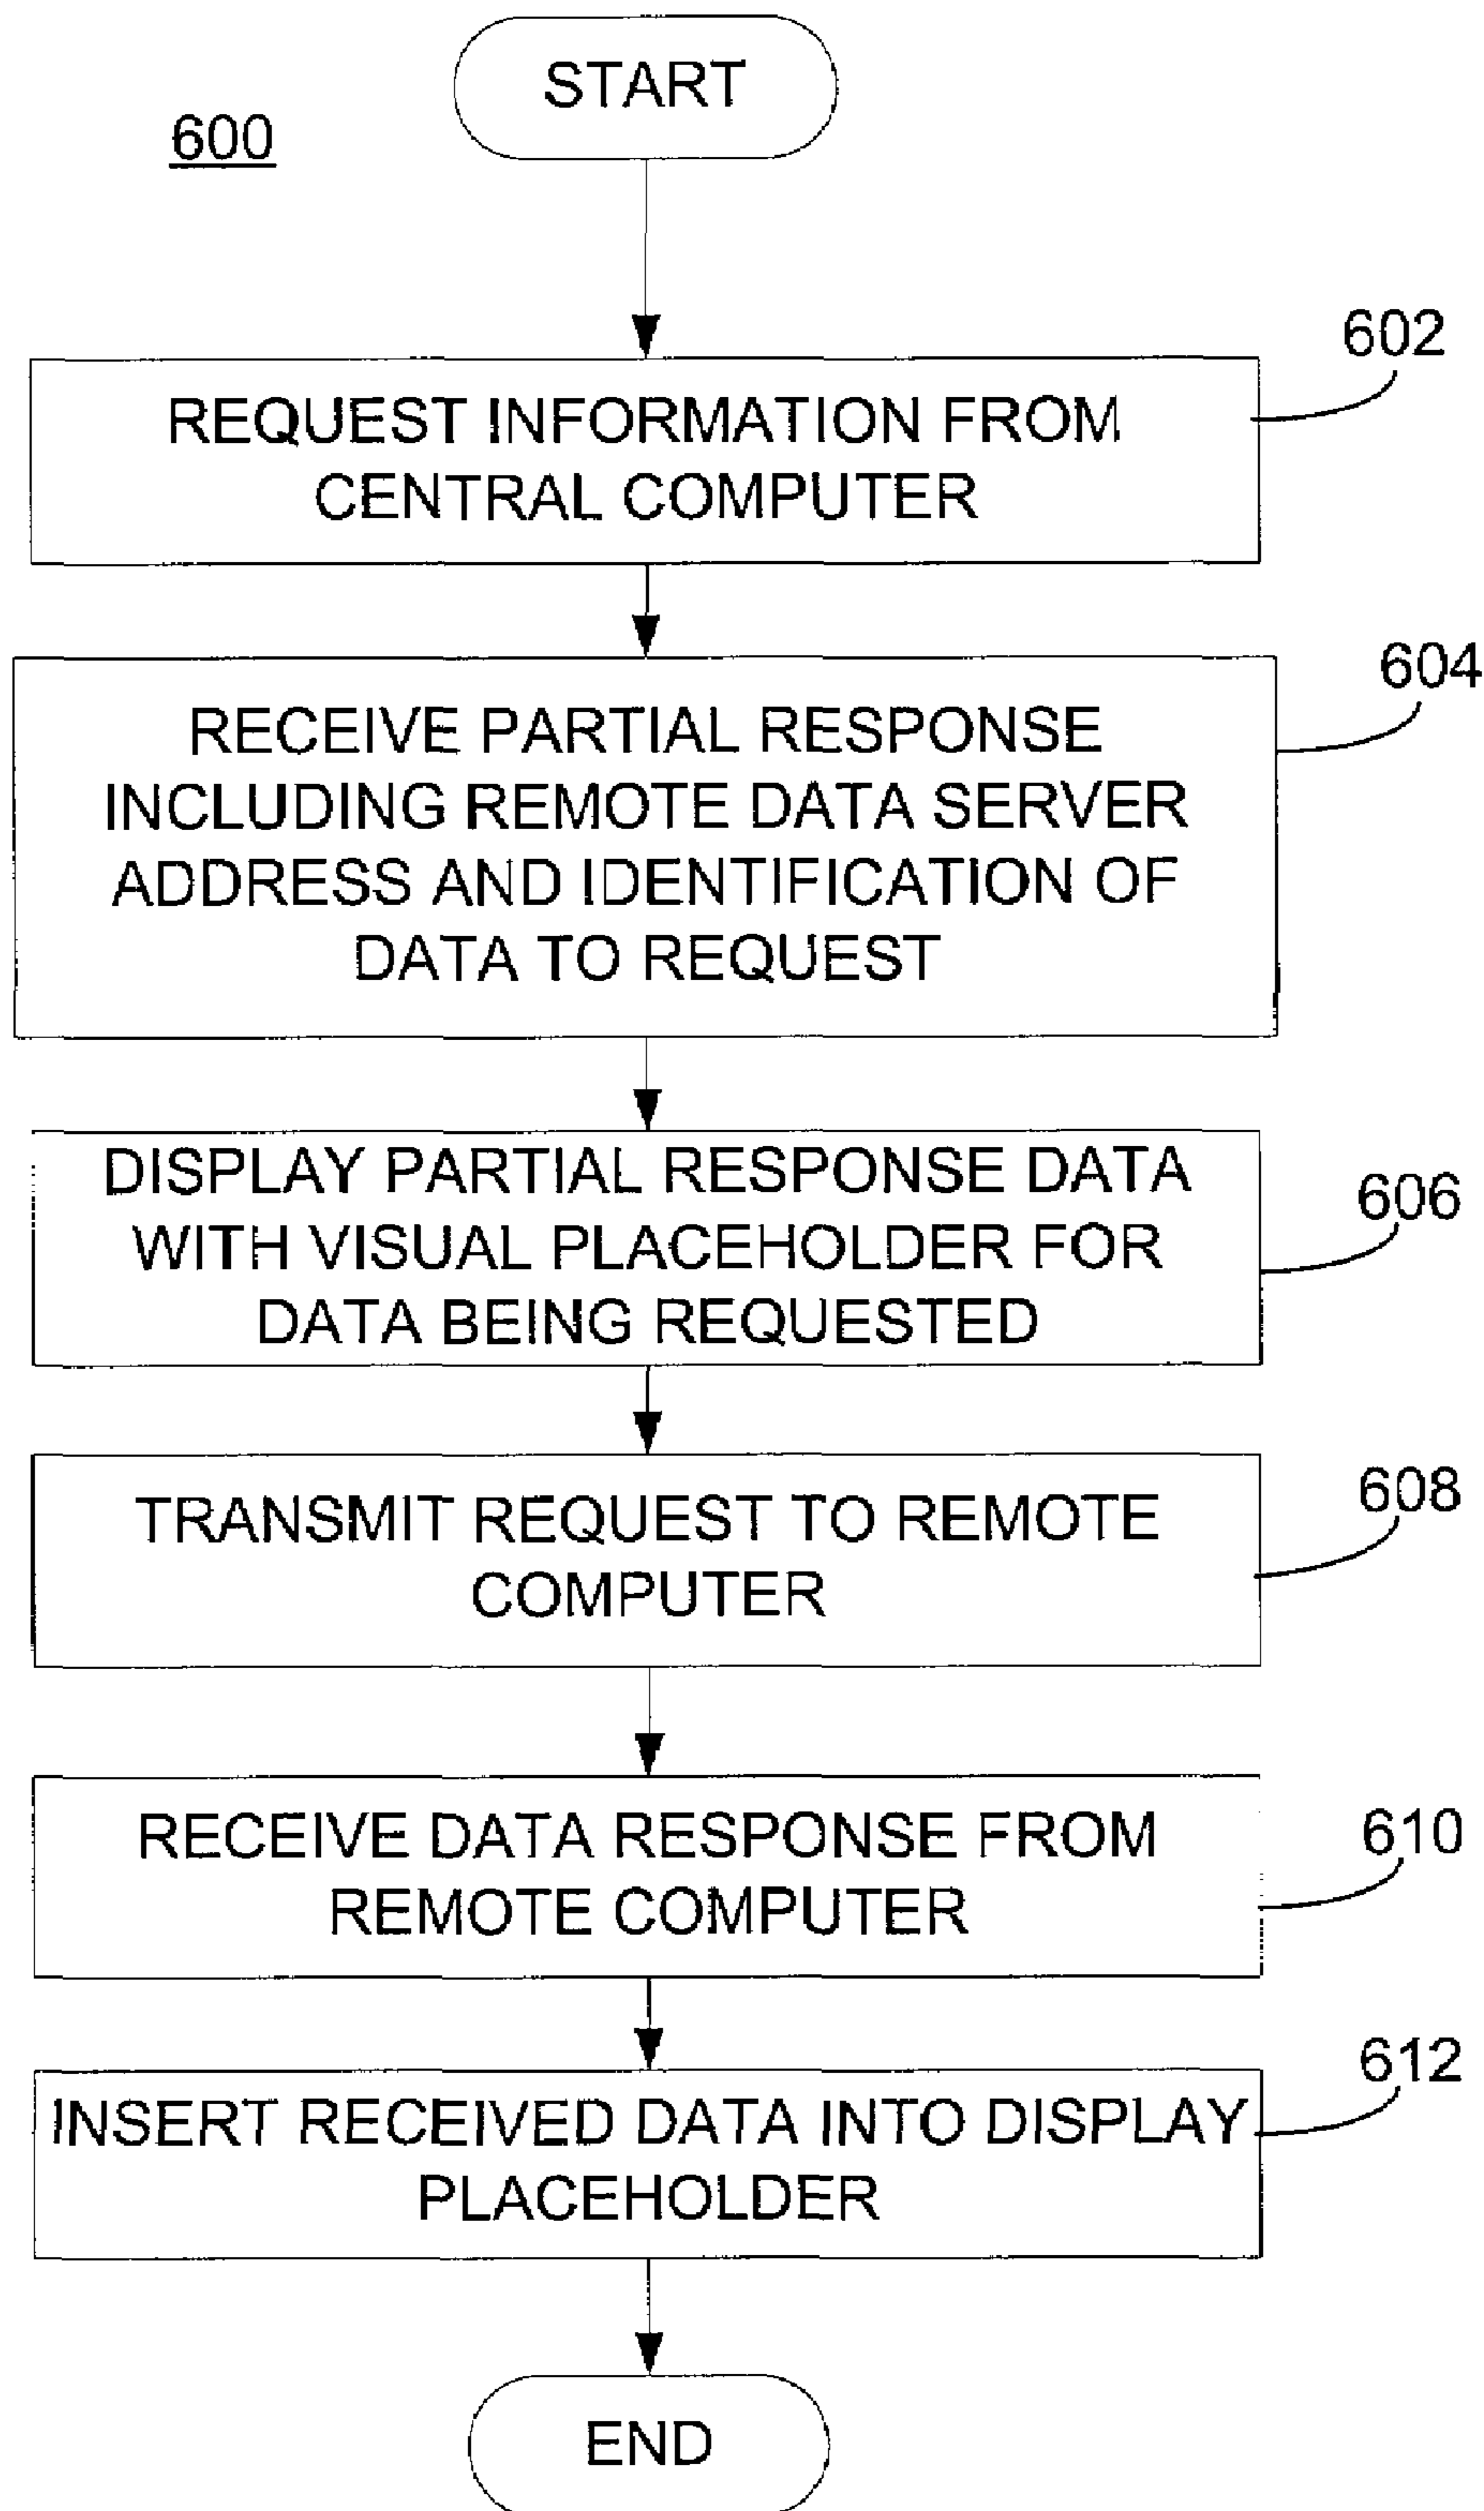 START
600
602
REQUEST INFORMATION FROM
CENTRAL COMPUTER
604
RECEIVE PARTIAL RESPONSE
INCLUDING REMOTE DATA SERVER
ADDRESS AND IDENTIFICATION OF
DATA TO REQUEST
606
DISPLAY PARTIAL RESPONSE DATA
WITH VISUAL PLACEHOLDER FOR
DATA BEING REQUESTED
608
TRANSMIT REQUEST TO REMOTE
COMPUTER
610
RECEIVE DATA RESPONSE FROM
REMOTE COMPUTER
612
INSERT RECEIVED DATA INTO DISPLAY
PLACEHOLDER
END